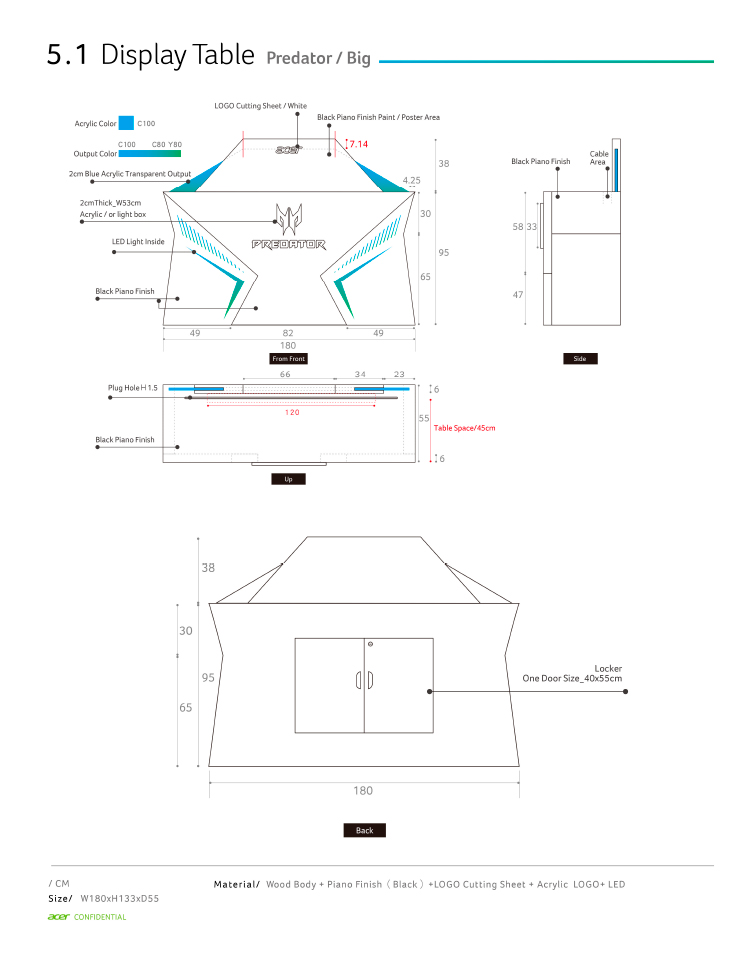 5.1 Display Table Predator / Big
LOGO Cutting Sheet / White
Black Piano Finish Paint / Poster Area
Acrylic Color C100
C100 C80 Y80
Output Color
acer
7.14
38
2cm Blue Acrylic Transparent Output
4.25
Black Piano Finish
Cable
Area
2cmThick_W53cm
Acrylic / or light box
30
58 33
PREDATOR
LED Light Inside
95
65
Black Piano Finish
47
Black Piano Finish
49 82 49
180
From Front
Side
66 34 23
Plug Hole H 1.5
6
120
55
Table Space/45cm
Black Piano Finish
6
Up
38
30
95
65
Locker
One Door Size_40x55cm
180
Back
/ CM
Material/ Wood Body + Piano Finish ( Black ) +LOGO Cutting Sheet + Acrylic LOGO+ LED
Size/ W180xH133xD55
acer CONFIDENTIAL